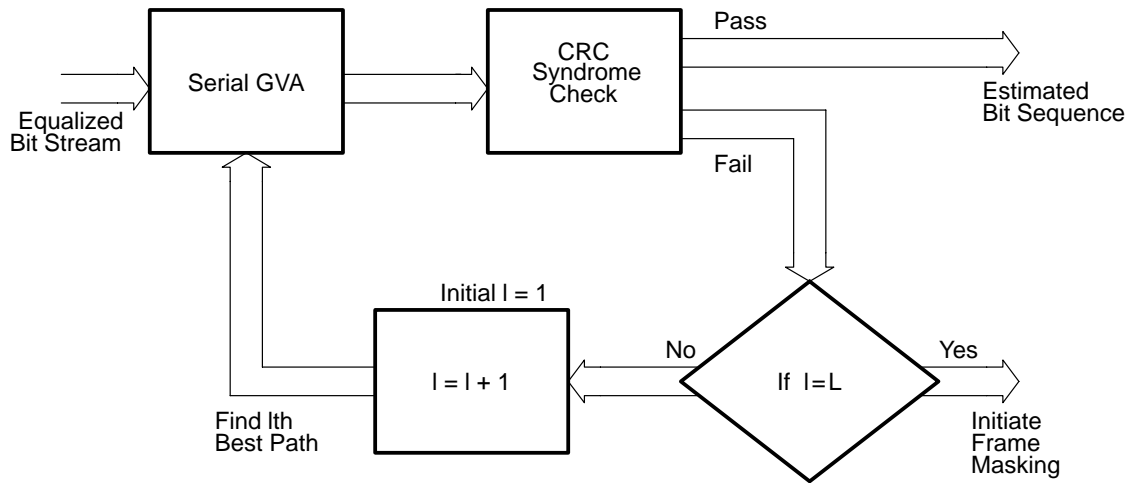 Pass
CRC
Syndrome
Check
Serial GVA
Estimated
Bit Sequence
Equalized
Bit Stream
Fail
Initial l = 1
No
Yes
l = l + 1
If l=L
Find lth
Best Path
Initiate
Frame
Masking